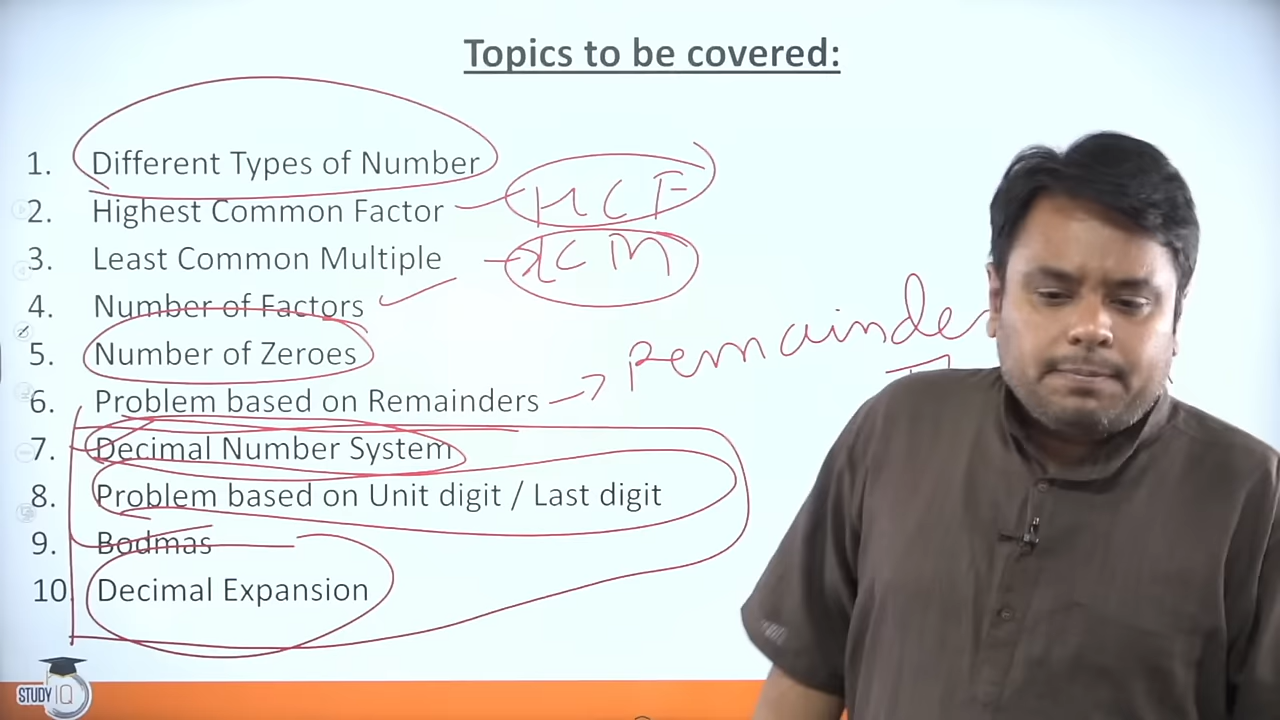 Topics to be covered:
1. Different Types of Number
2. Highest Common Factor HCF
3. Least Common Multiple LCM
4. Number of Factors
5. Number of Zeroes
6. Problem based on Remainders Remainder
7. Decimal Number System
8. Problem based on Unit digit / Last digit
9. Bodmas
10 Decimal Expansion
STUDY IQ